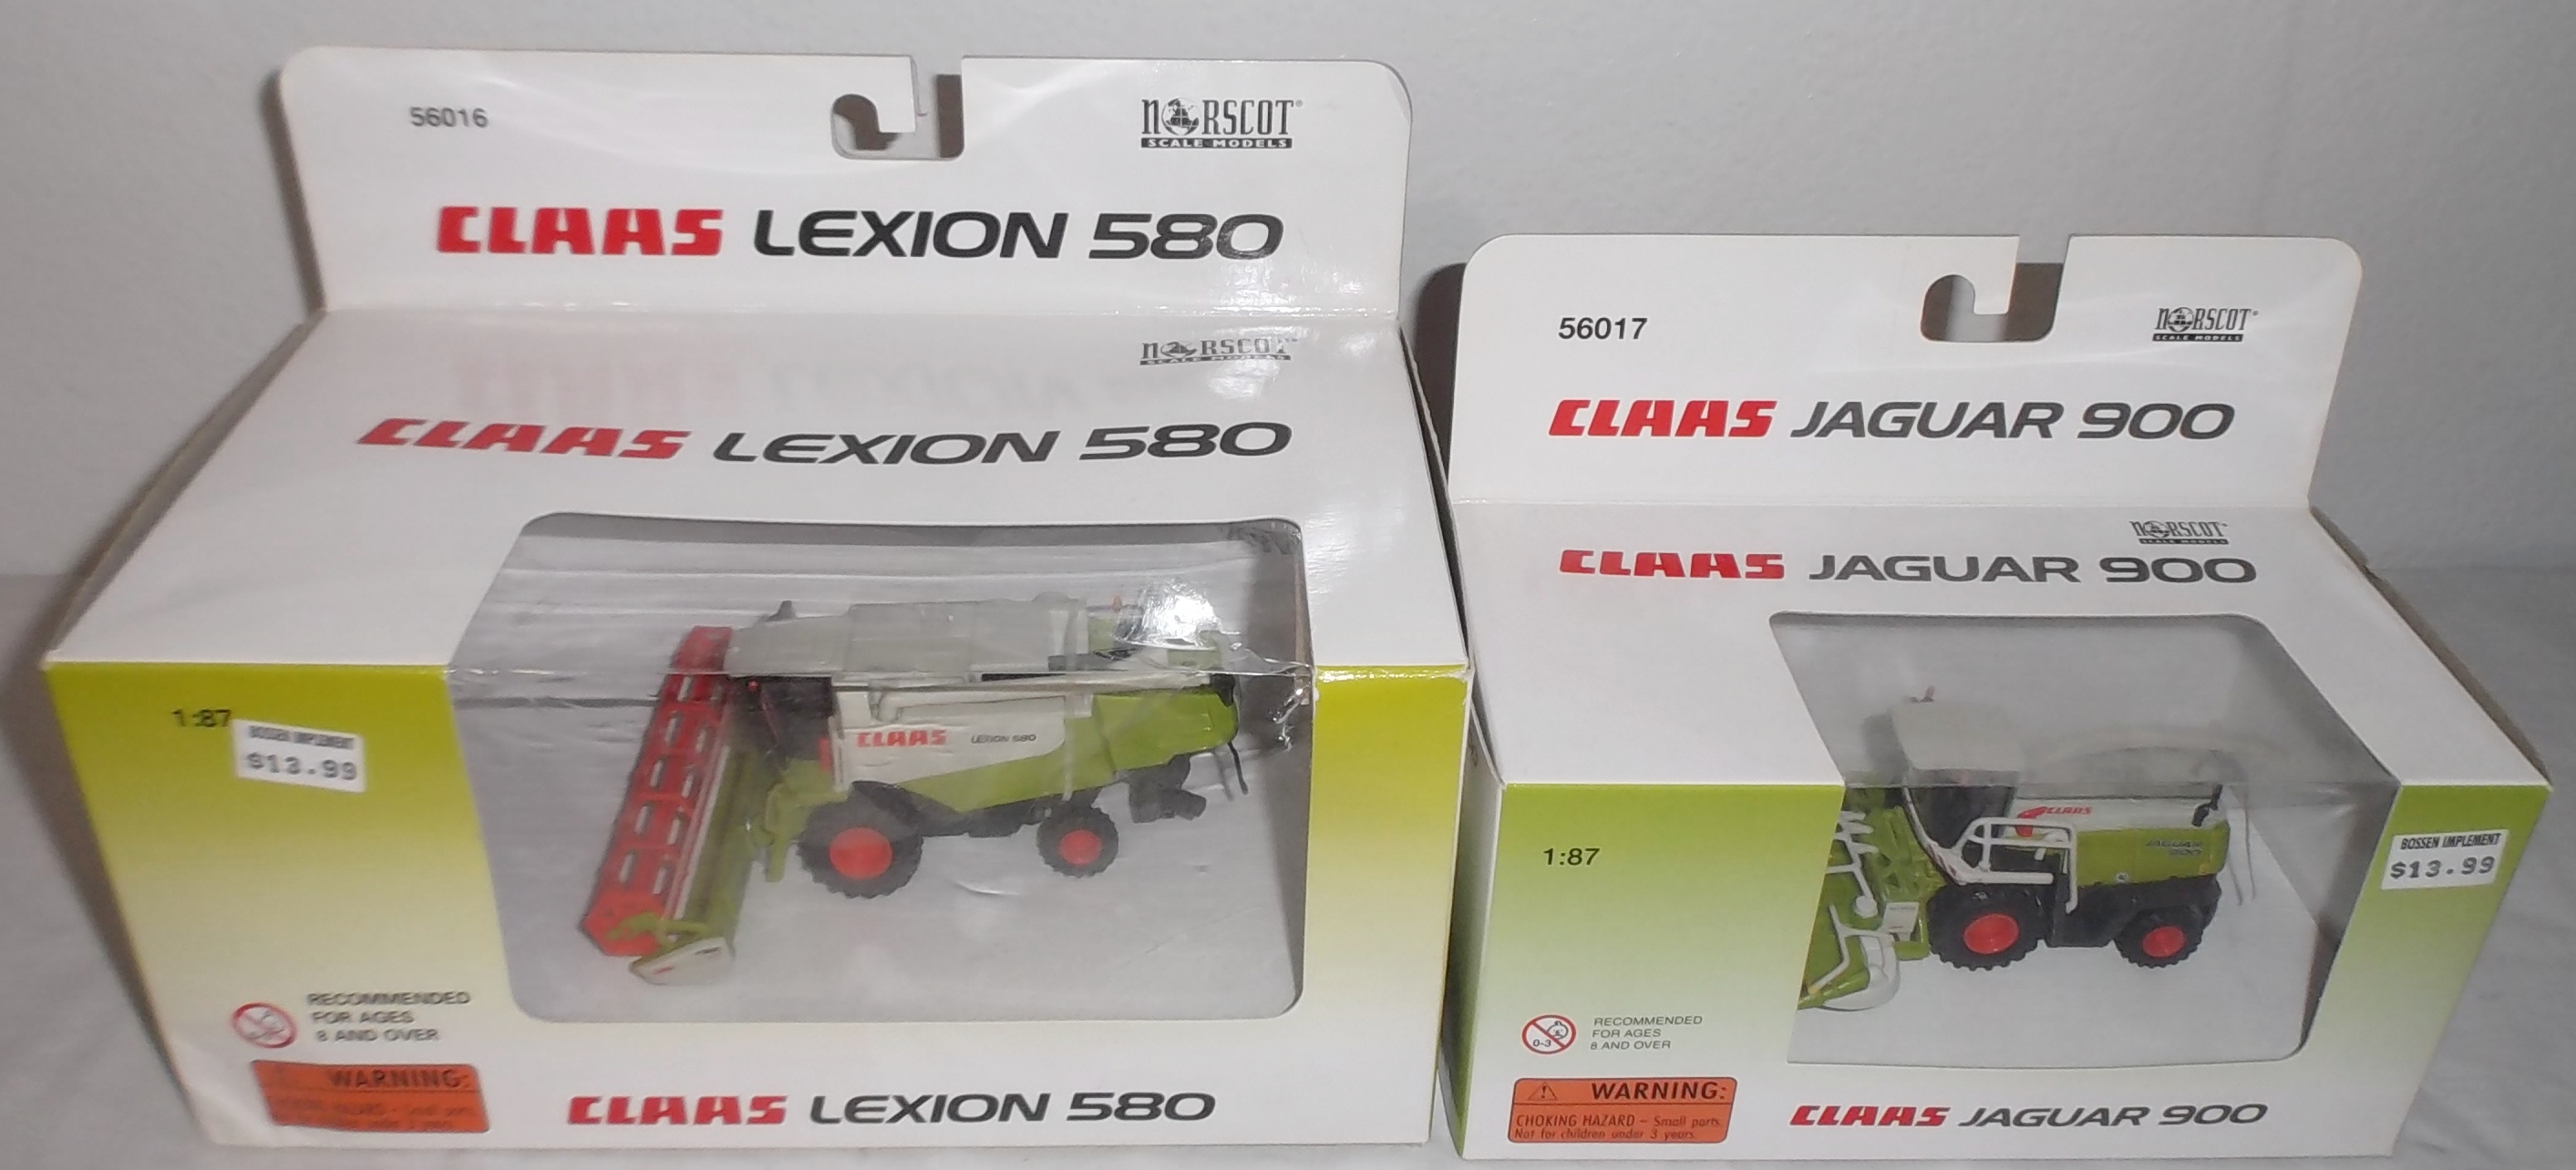 56016
NORSCOT
SCALE MODELS
CLAAS LEXION 580
NORSCOT
SCALE MODELS
CLAAS LEXION 580
CLAAS LEXION 580
1:87
BOSSEN IMPLEMENT
$13.99
RECOMMENDED
FOR AGES
8 AND OVER
WARNING:
CLAAS LEXION 580
56017
NORSCOT
SCALE MODELS
CLAAS JAGUAR 900
NORSCOT
SCALE MODELS
CLAAS JAGUAR 900
CLAAS
JAGUAR
900
1:87
BOSSEN IMPLEMENT
$13.99
0-3
RECOMMENDED
FOR AGES
8 AND OVER
WARNING:
CHOKING HAZARD - Small parts.
Not for children under 3 years.
CLAAS JAGUAR 900